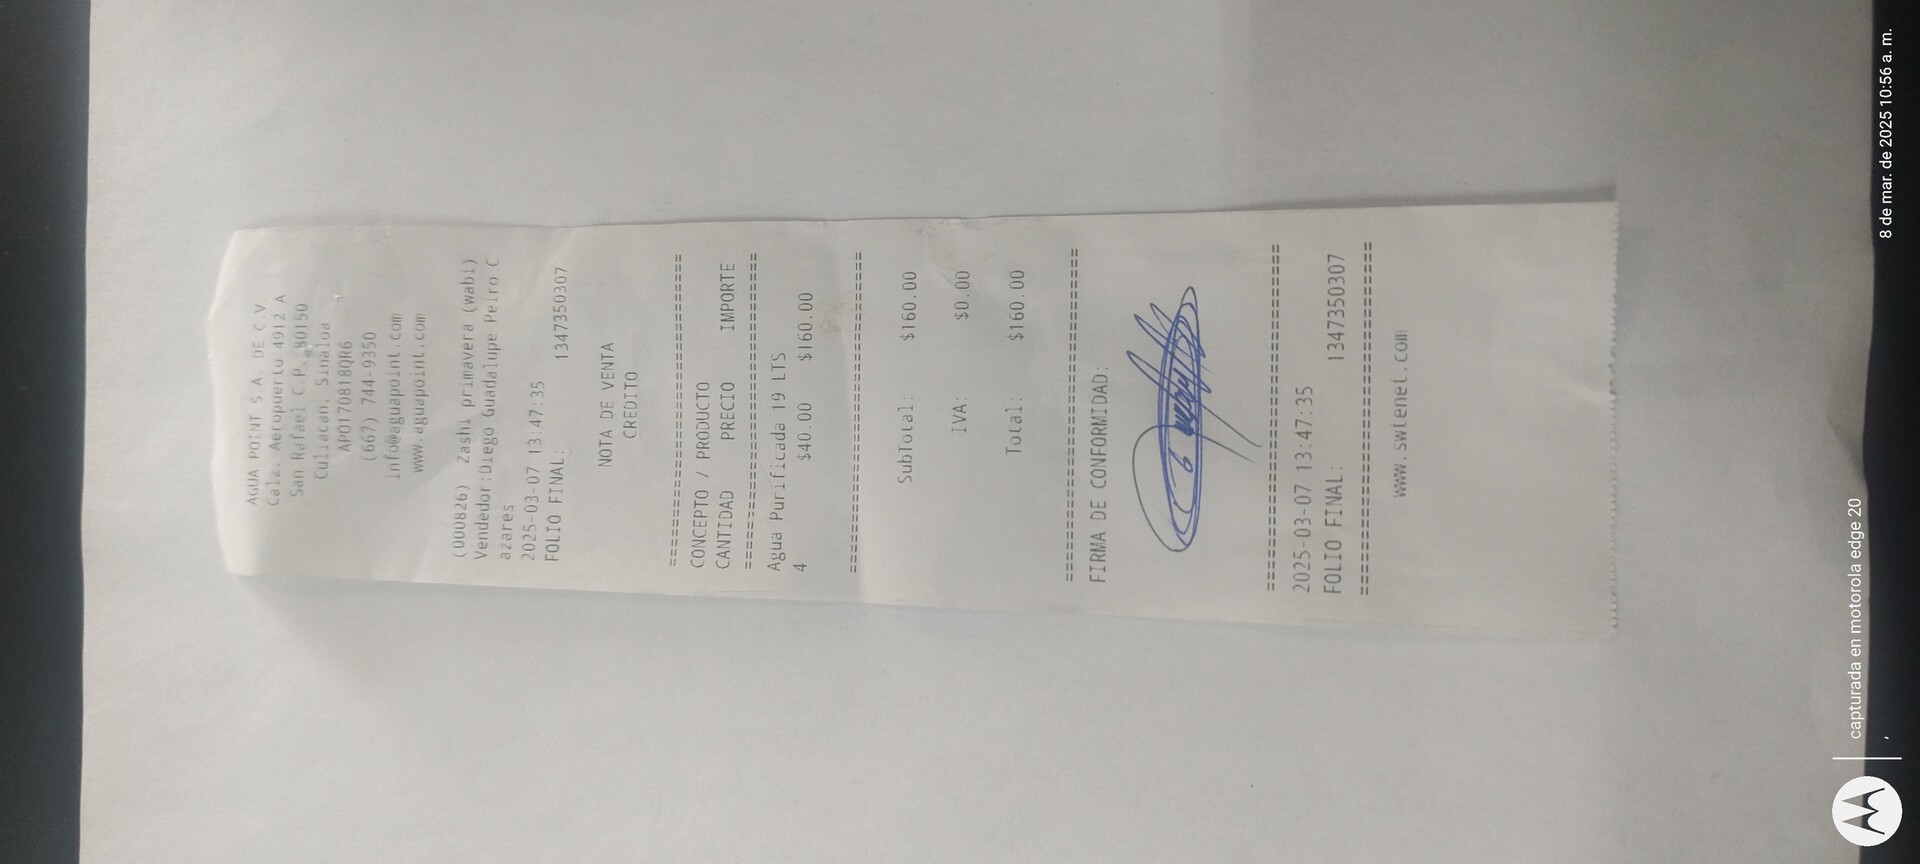 AGUA POINT S.A. DE C.V.
Calz. Aeropuerto 4912 A
San Rafael C.P. 80150
Culiacan, Sinaloa
APO170818QR6
(667) 744-9350
info@aguapoint.com
www.aguapoint.com
(000826) Zashi primavera (wabi)
Vendedor:Diego Guadalupe Peiro C
azares
2025-03-07 13:47:35
FOLIO FINAL: 1347350307
NOTA DE VENTA
CREDITO
================================
CONCEPTO / PRODUCTO
CANTIDAD PRECIO IMPORTE
================================
Agua Purificada 19 LTS
4 $40.00 $160.00
================================
SubTotal: $160.00
IVA: $0.00
Total: $160.00
================================
FIRMA DE CONFORMIDAD:
================================
2025-03-07 13:47:35
FOLIO FINAL: 1347350307
================================
www.swtenet.com
capturada en motorola edge 20
8 de mar. de 2025 10:56 a. m.